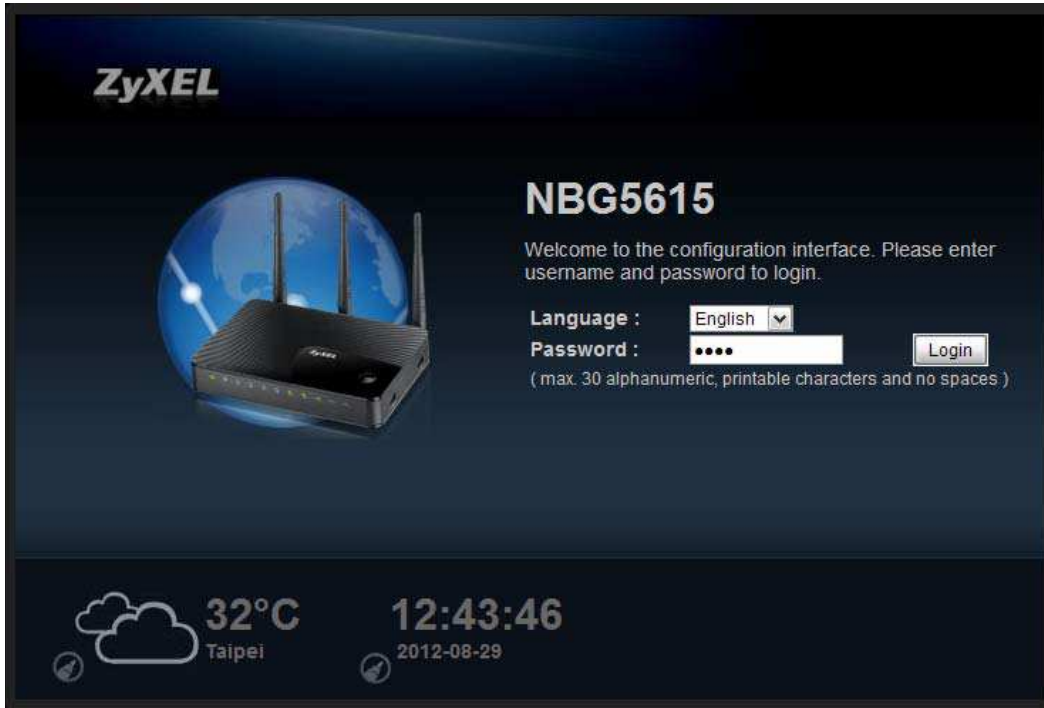 ZyXEL
NBG5615
Welcome to the configuration interface. Please enter
username and password to login.
Language : English
Password : ●●●● Login
( max. 30 alphanumeric, printable characters and no spaces )
ZyXEL
32°C
Taipei
12:43:46
2012-08-29